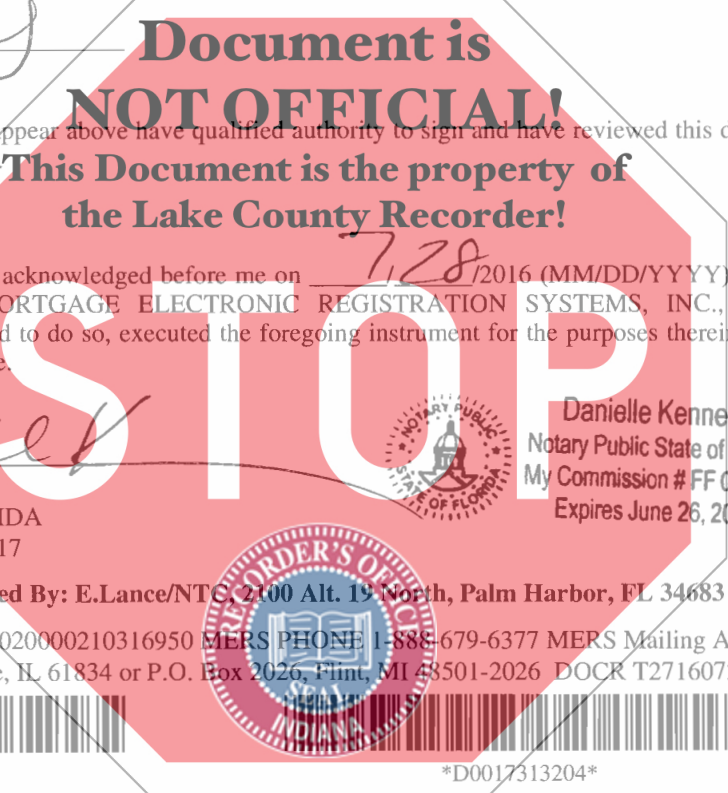 Document is
NOT OFFICIAL!
ppear above have qualified authority to sign and have reviewed this d
This Document is the property of
the Lake County Recorder!
acknowledged before me on 7/28/2016 (MM/DD/YYYY)
ORTGAGE ELECTRONIC REGISTRATION SYSTEMS, INC.,
d to do so, executed the foregoing instrument for the purposes therein
e.
STOP
NOTARY PUBLIC
STATE OF FLORIDA
Danielle Kenne
Notary Public State of
My Commission # FF 0
Expires June 26, 20
IDA
17
ed By: E.Lance/NTC, 2100 Alt. 19 North, Palm Harbor, FL 34683
020000210316950 MERS PHONE 1-888-679-6377 MERS Mailing A
e, IL 61834 or P.O. Box 2026, Flint, MI 48501-2026 DOCR T271607
RECORDER'S OFFICE
SEAL
INDIANA
*D0017313204*